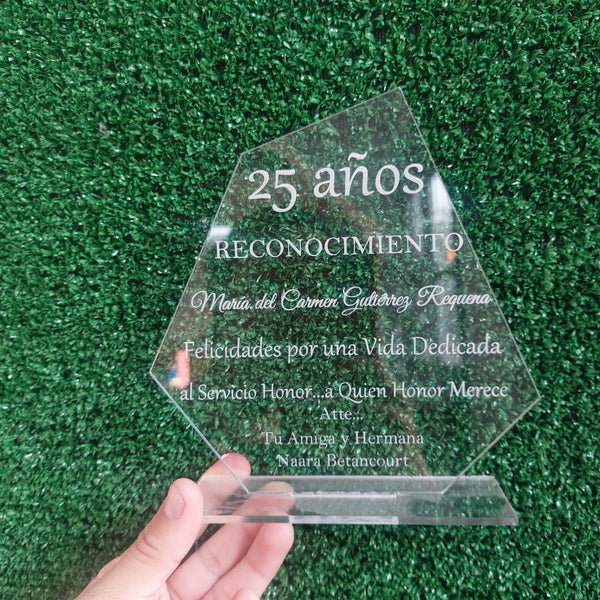 25 años
RECONOCIMIENTO
María del Carmen Gutiérrez Requena
Felicidades por una Vida Dedicada
al Servicio Honor...a Quien Honor Merece
Atte...
Tu Amiga y Hermana
Naara Betancourt